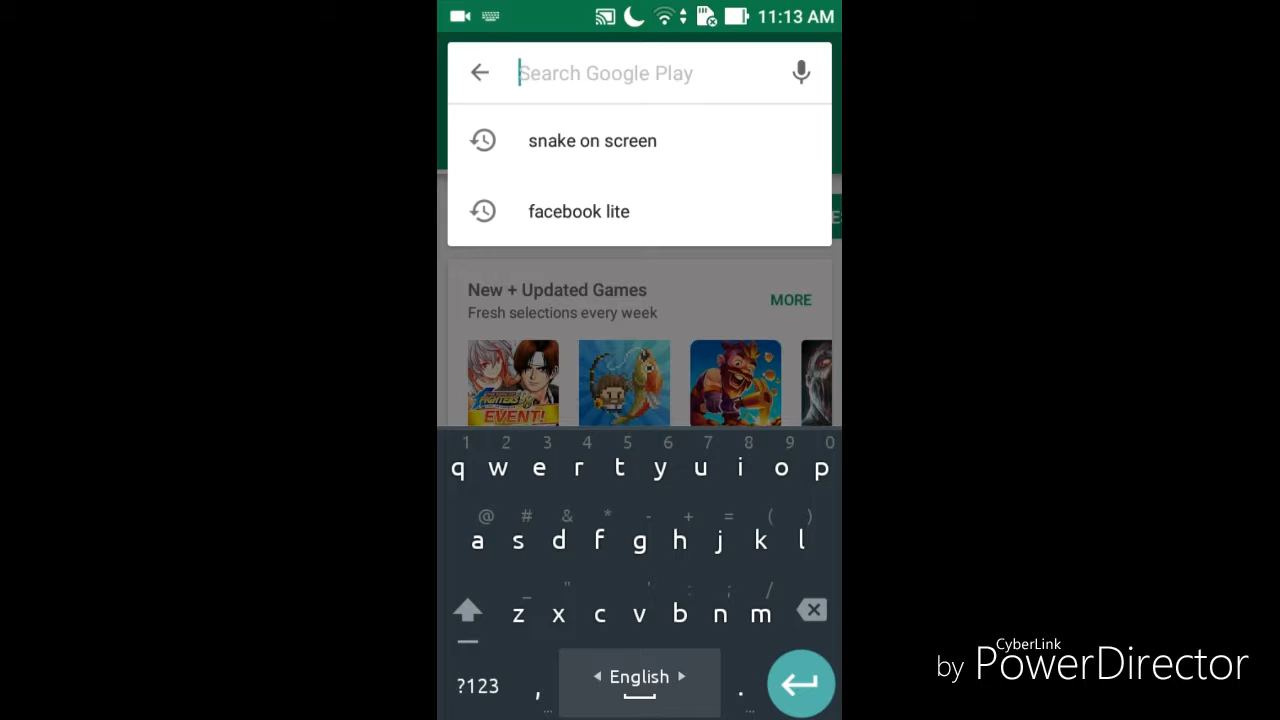 11:13 AM
Search Google Play
snake on screen
facebook lite
New + Updated Games
MORE
Fresh selections every week
FIGHTERS
EVENT!
1 2 3 4 5 6 7 8 9 0
q w e r t y u i o p
@ # & * - + = ( )
a s d f g h j k l
_ " ' : ; /
z x c v b n m
?123 , English .
CyberLink
by PowerDirector